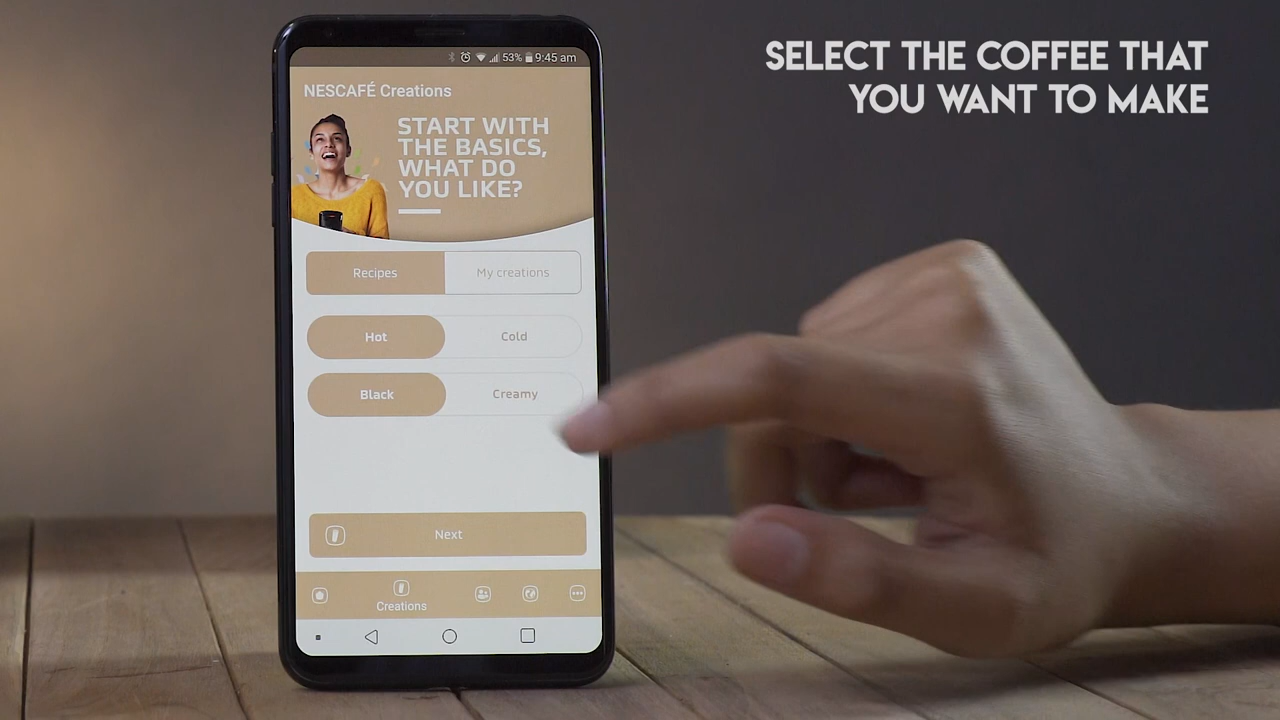 SELECT THE COFFEE THAT
YOU WANT TO MAKE
53% 9:45 am
NESCAFÉ Creations
START WITH
THE BASICS,
WHAT DO
YOU LIKE?
Recipes My creations
Hot Cold
Black Creamy
Next
Creations